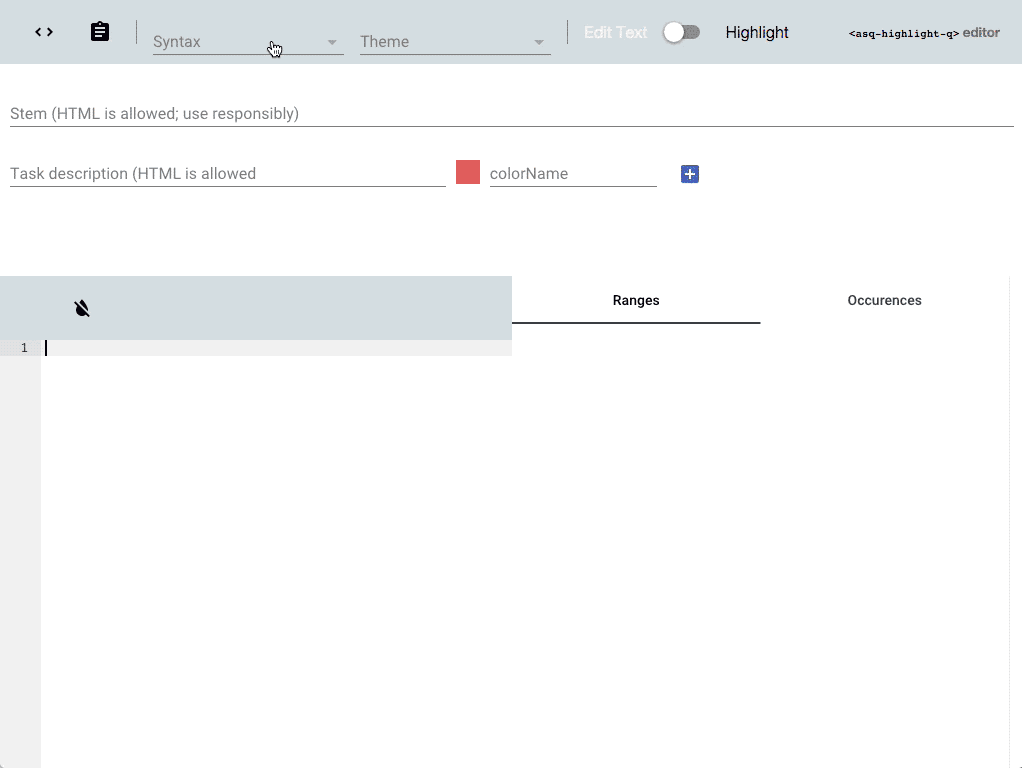 Syntax Theme Edit Text Highlight <asq-highlight-q> editor
Stem (HTML is allowed; use responsibly)
Task description (HTML is allowed colorName
Ranges Occurences
1